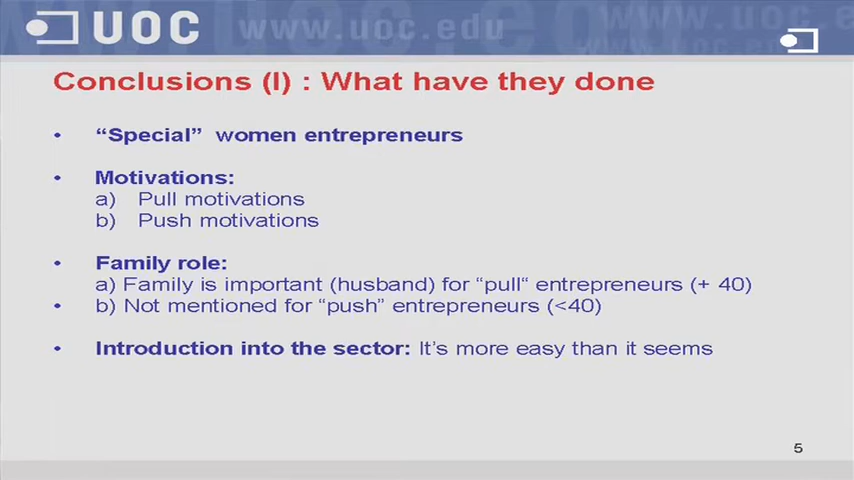 UOC www.uoc.edu
Conclusions (I) : What have they done
• “Special” women entrepreneurs
• Motivations:
a) Pull motivations
b) Push motivations
• Family role:
a) Family is important (husband) for “pull“ entrepreneurs (+ 40)
• b) Not mentioned for “push” entrepreneurs (<40)
• Introduction into the sector: It’s more easy than it seems
5